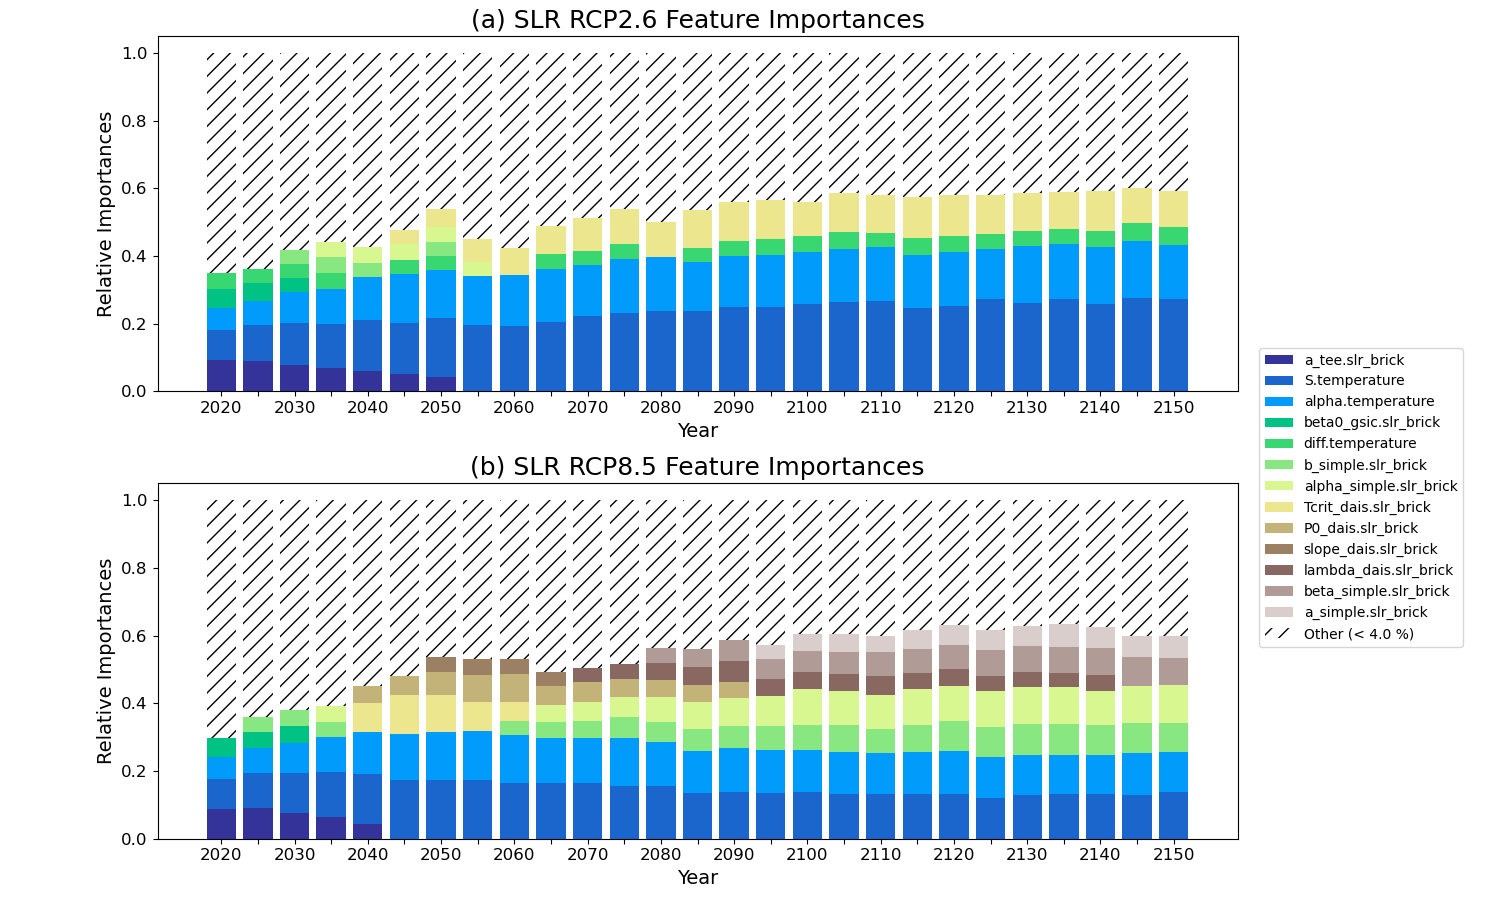 (a) SLR RCP2.6 Feature Importances
1.0
0.8
0.6
0.4
0.2
0.0
Relative Importances
2020 2030 2040 2050 2060 2070 2080 2090 2100 2110 2120 2130 2140 2150
Year
(b) SLR RCP8.5 Feature Importances
1.0
0.8
0.6
0.4
0.2
0.0
Relative Importances
2020 2030 2040 2050 2060 2070 2080 2090 2100 2110 2120 2130 2140 2150
Year
a_tee.slr_brick
S.temperature
alpha.temperature
beta0_gsic.slr_brick
diff.temperature
b_simple.slr_brick
alpha_simple.slr_brick
Tcrit_dais.slr_brick
P0_dais.slr_brick
slope_dais.slr_brick
lambda_dais.slr_brick
beta_simple.slr_brick
a_simple.slr_brick
Other (< 4.0 %)